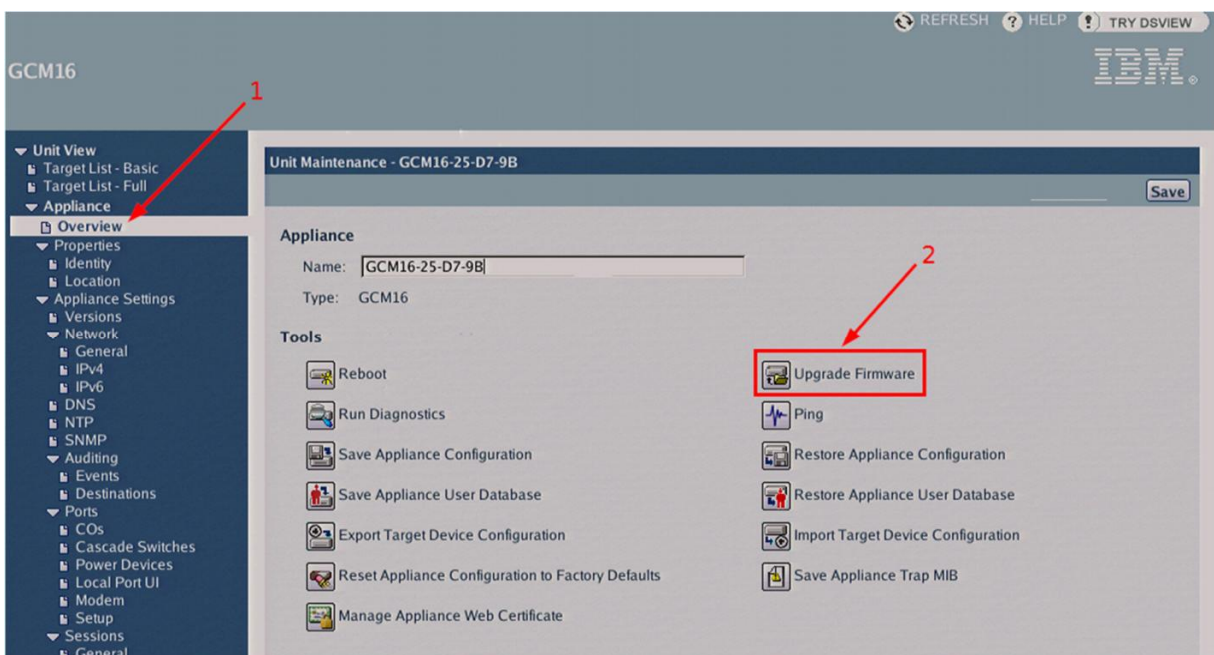 REFRESH HELP TRY DSVIEW
GCM16
IBM
1
Unit View
Target List - Basic
Target List - Full
Appliance
Overview
Properties
Identity
Location
Appliance Settings
Versions
Network
General
IPv4
IPv6
DNS
NTP
SNMP
Auditing
Events
Destinations
Ports
COs
Cascade Switches
Power Devices
Local Port UI
Modem
Setup
Sessions
General
Unit Maintenance - GCM16-25-D7-9B
Save
Appliance
Name: GCM16-25-D7-9B
Type: GCM16
2
Tools
Reboot
Upgrade Firmware
Run Diagnostics
Ping
Save Appliance Configuration
Restore Appliance Configuration
Save Appliance User Database
Restore Appliance User Database
Export Target Device Configuration
Import Target Device Configuration
Reset Appliance Configuration to Factory Defaults
Save Appliance Trap MIB
Manage Appliance Web Certificate